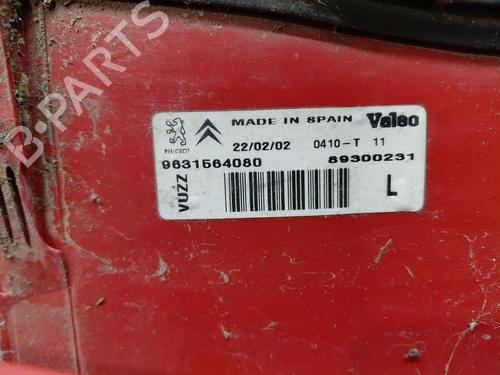 MADE IN SPAIN Valeo
PEUGEOT 22/02/02 0410-T 11
9631564080 89300231
VUZZ
L
B-PARTS